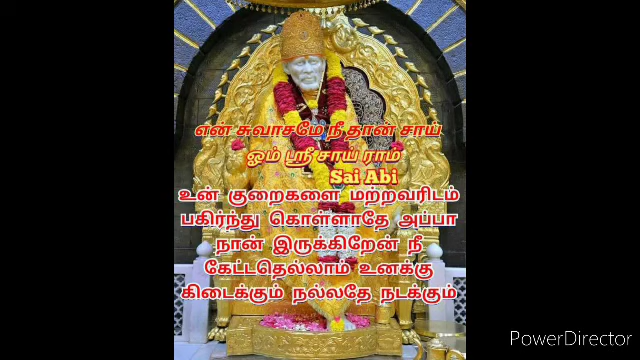 என் சுவாசமே நீ தான் சாய்
ஓம் ஸ்ரீ சாய் ராம்
Sai Abi
உன் குறைகளை மற்றவரிடம்
பகிர்ந்து கொள்ளாதே அப்பா
நான் இருக்கிறேன் நீ
கேட்டதெல்லாம் உனக்கு
கிடைக்கும் நல்லதே நடக்கும்
PowerDirector